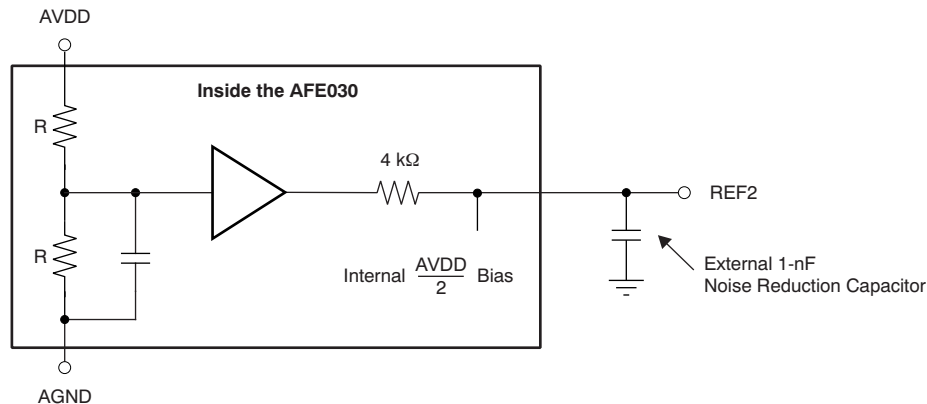 AVDD
Inside the AFE030
R
4 kΩ
REF2
R
Internal AVDD/2 Bias
External 1-nF
Noise Reduction Capacitor
AGND